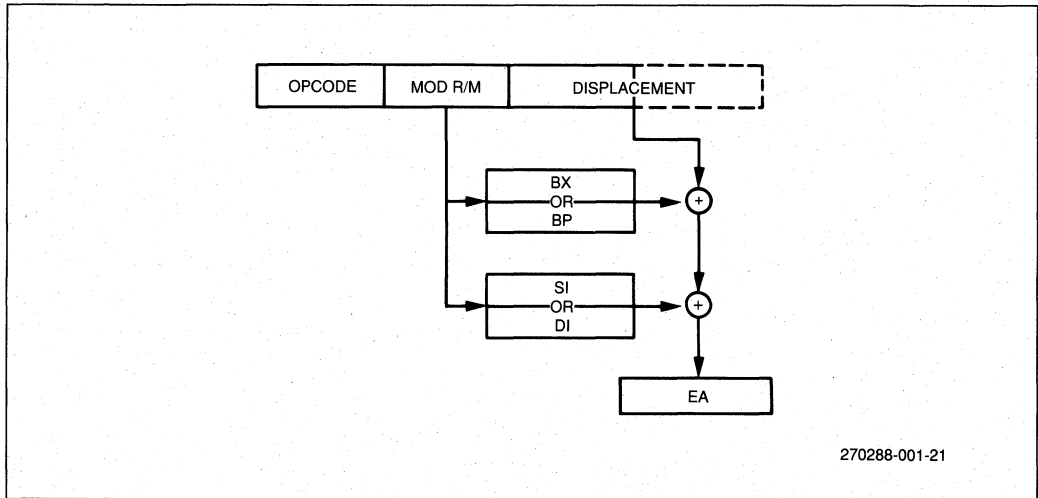 OPCODE MOD R/M DISPLACEMENT
BX
OR
BP
+
SI
OR
DI
+
EA
270288-001-21